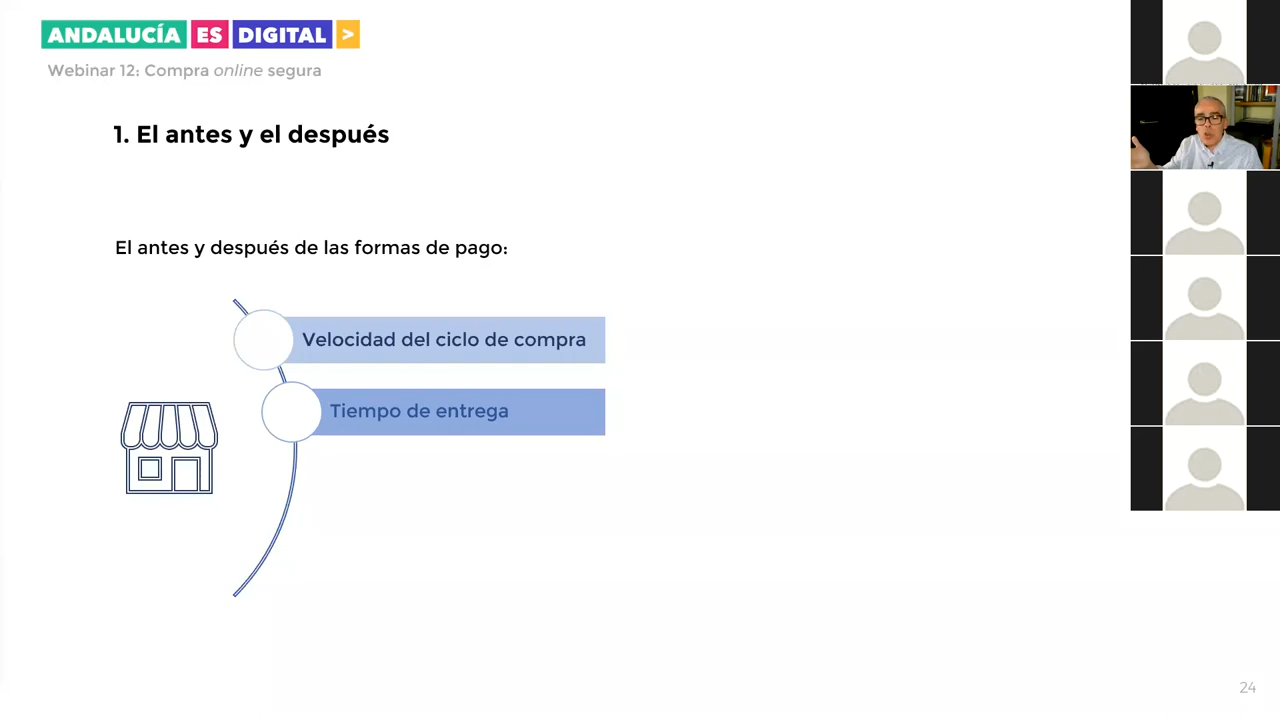 ANDALUCÍA ES DIGITAL >
Webinar 12: Compra online segura
1. El antes y el después
El antes y después de las formas de pago:
Velocidad del ciclo de compra
Tiempo de entrega
24